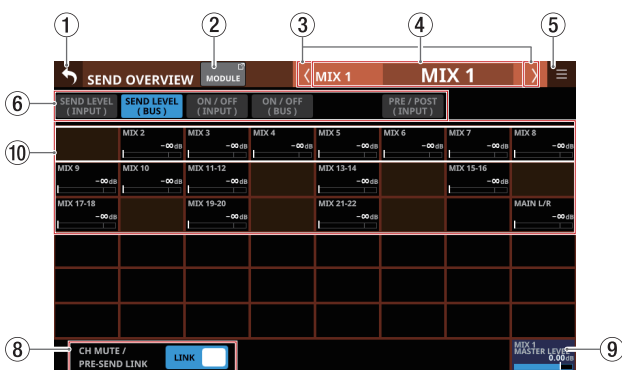 1 2 3 4 5
SEND OVERVIEW MODULE MIX 1 MIX 1
6
SEND LEVEL (INPUT)
SEND LEVEL (BUS)
ON / OFF (INPUT)
ON / OFF (BUS)
PRE / POST (INPUT)
10
MIX 2 MIX 3 MIX 4 MIX 5 MIX 6 MIX 7 MIX 8
-∞dB -∞dB -∞dB -∞dB -∞dB -∞dB -∞dB
MIX 9 MIX 10 MIX 11-12 MIX 13-14 MIX 15-16
-∞dB -∞dB -∞dB -∞dB -∞dB
MIX 17-18 MIX 19-20 MIX 21-22 MAIN L/R
-∞dB -∞dB -∞dB -∞dB
8
CH MUTE /
PRE-SEND LINK
LINK
MIX 1
MASTER LEVEL
0.00dB
9